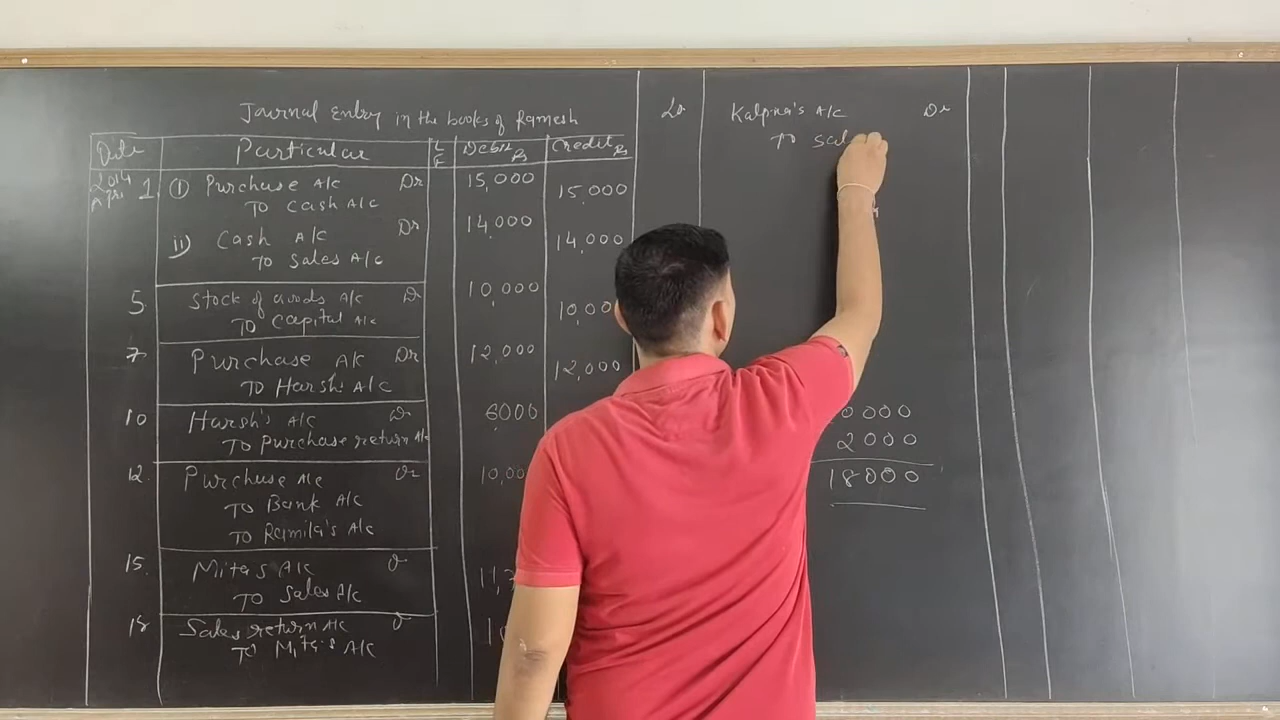 Journal Entry in the books of Ramesh
Date Particular L F Debit Rs Credit Rs
2014 Apri 1 (i) Purchase A/c Dr 15,000
To Cash A/c 15,000
ii) Cash A/c Dr 14,000
To Sales A/c 14,000
5. Stock of Goods A/c Dr 10,000
To Capital A/c
7 Purchase A/c Dr 12,000
To Harsh's A/c 12,000
10 Harsh's A/c Dr 6000
To Purchase return A/c
12. Purchase A/c Dr
To Bank A/c
To Ramila's A/c
15. Mita's A/c Dr
To Sales A/c
18 Sales return A/c Dr
To Mita's A/c
20 Kalpna's A/c Dr
To Sal
0000
2000
18000